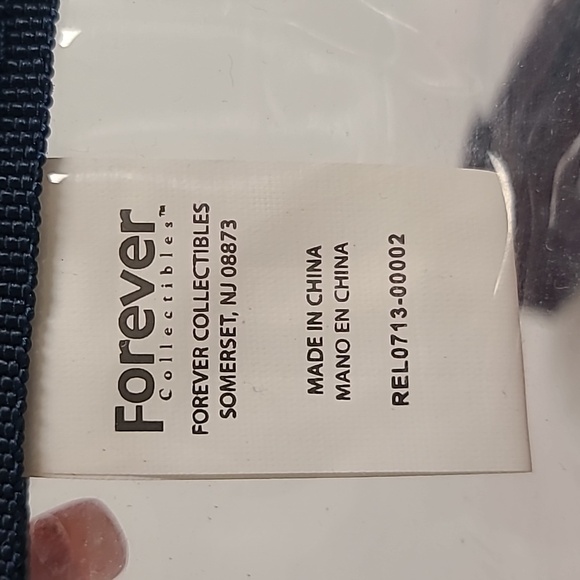 Forever
Collectibles™
FOREVER COLLECTIBLES
SOMERSET, NJ 08873
MADE IN CHINA
MANO EN CHINA
REL0713-00002